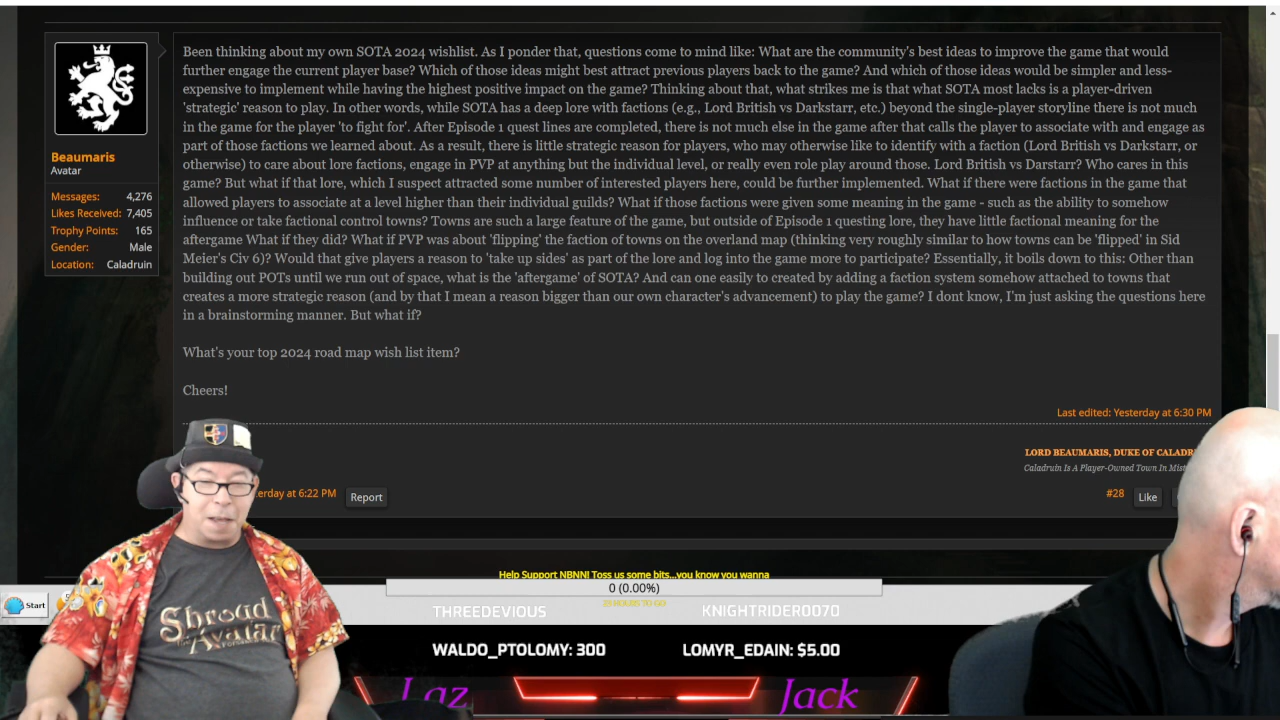 Been thinking about my own SOTA 2024 wishlist. As I ponder that, questions come to mind like: What are the community's best ideas to improve the game that would
further engage the current player base? Which of those ideas might best attract previous players back to the game? And which of those ideas would be simpler and less-
expensive to implement while having the highest positive impact on the game? Thinking about that, what strikes me is that what SOTA most lacks is a player-driven
'strategic' reason to play. In other words, while SOTA has a deep lore with factions (e.g., Lord British vs Darkstarr, etc.) beyond the single-player storyline there is not much
in the game for the player 'to fight for'. After Episode 1 quest lines are completed, there is not much else in the game after that calls the player to associate with and engage as
part of those factions we learned about. As a result, there is little strategic reason for players, who may otherwise like to identify with a faction (Lord British vs Darkstarr, or
otherwise) to care about lore factions, engage in PVP at anything but the individual level, or really even role play around those. Lord British vs Darstarr? Who cares in this
game? But what if that lore, which I suspect attracted some number of interested players here, could be further implemented. What if there were factions in the game that
allowed players to associate at a level higher than their individual guilds? What if those factions were given some meaning in the game - such as the ability to somehow
influence or take factional control towns? Towns are such a large feature of the game, but outside of Episode 1 questing lore, they have little factional meaning for the
aftergame What if they did? What if PVP was about 'flipping' the faction of towns on the overland map (thinking very roughly similar to how towns can be 'flipped' in Sid
Meier's Civ 6)? Would that give players a reason to 'take up sides' as part of the lore and log into the game more to participate? Essentially, it boils down to this: Other than
building out POTs until we run out of space, what is the 'aftergame' of SOTA? And can one easily to created by adding a faction system somehow attached to towns that
creates a more strategic reason (and by that I mean a reason bigger than our own character's advancement) to play the game? I dont know, I'm just asking the questions here
in a brainstorming manner. But what if?
What's your top 2024 road map wish list item?
Cheers!
Beaumaris
Avatar
Messages: 4,276
Likes Received: 7,405
Trophy Points: 165
Gender: Male
Location: Caladruin
Last edited: Yesterday at 6:30 PM
LORD BEAUMARIS, DUKE OF
Caladruin Is A Player-Owned Town In
at 6:22 PM Report
#28 Like
Help Support NBNN! Toss us some bits...you know you wanna
0 (0.00%)
29 HOURS TO GO
Start
THREEDEVIOUS KNIGHTRIDER0070
WALDO_PTOLOMY: 300 LOMYR_EDAIN: $5.00
Laz Jack
Shroud
of the Avatar